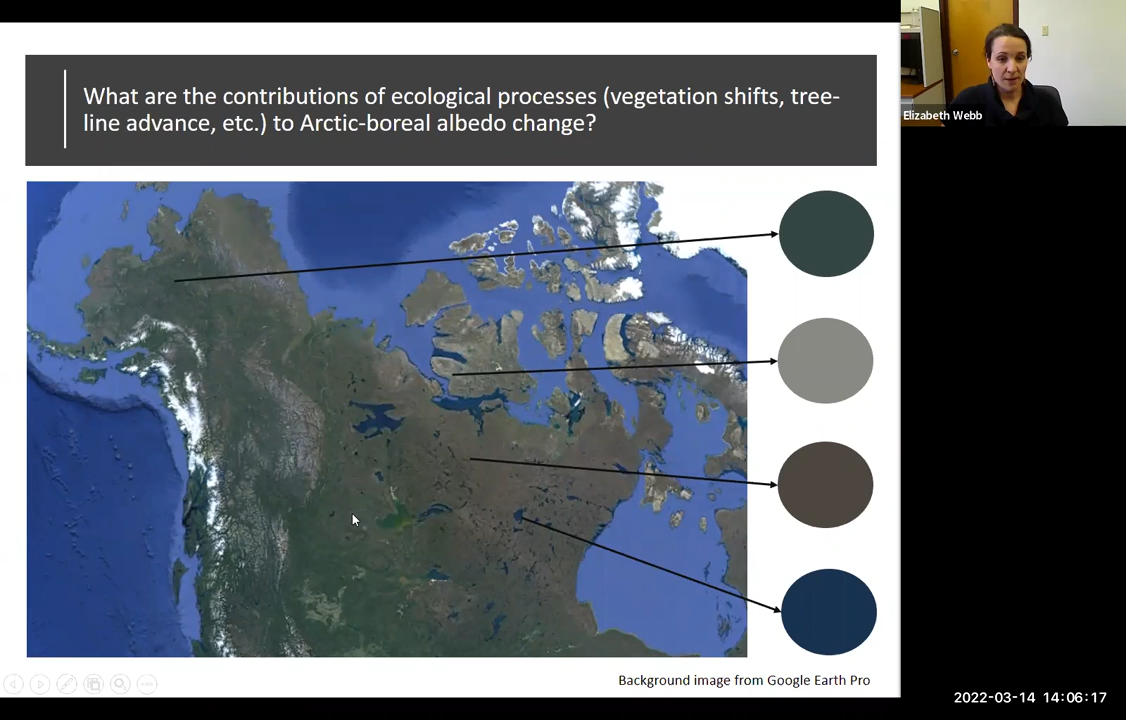 What are the contributions of ecological processes (vegetation shifts, tree-
line advance, etc.) to Arctic-boreal albedo change?
Elizabeth Webb
Background image from Google Earth Pro
2022-03-14 14:06:17